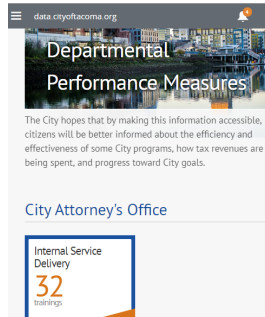 data.cityoftacoma.org
Departmental
Performance Measures
The City hopes that by making this information accessible,
citizens will be better informed about the efficiency and
effectiveness of some City programs, how tax revenues are
being spent, and progress toward City goals.
City Attorney's Office
Internal Service
Delivery
32
trainings